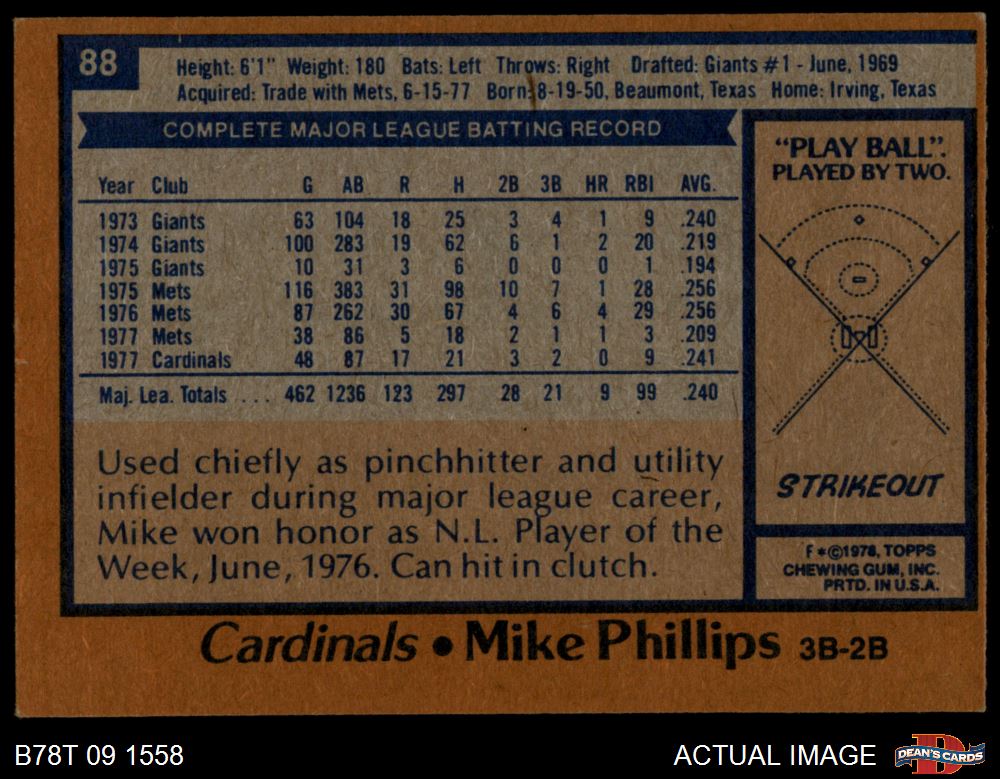 88
Height: 6'1" Weight: 180 Bats: Left Throws: Right Drafted: Giants #1 - June, 1969
Acquired: Trade with Mets, 6-15-77 Born: 8-19-50, Beaumont, Texas Home: Irving, Texas
COMPLETE MAJOR LEAGUE BATTING RECORD
Year Club G AB R H 2B 3B HR RBI AVG.
1973 Giants 63 104 18 25 3 4 1 9 .240
1974 Giants 100 283 19 62 6 1 2 20 .219
1975 Giants 10 31 3 6 0 0 0 1 .194
1975 Mets 116 383 31 98 10 7 1 28 .256
1976 Mets 87 262 30 67 4 6 4 29 .256
1977 Mets 38 86 5 18 2 1 1 3 .209
1977 Cardinals 48 87 17 21 3 2 0 9 .241
Maj. Lea. Totals ... 462 1236 123 297 28 21 9 99 .240
Used chiefly as pinchhitter and utility
infielder during major league career,
Mike won honor as N.L. Player of the
Week, June, 1976. Can hit in clutch.
"PLAY BALL".
PLAYED BY TWO.
STRIKEOUT
F*©1978, TOPPS
CHEWING GUM, INC.
PRTD. IN U.S.A.
Cardinals • Mike Phillips 3B-2B
B78T 09 1558
ACTUAL IMAGE
D
DEAN'S CARDS